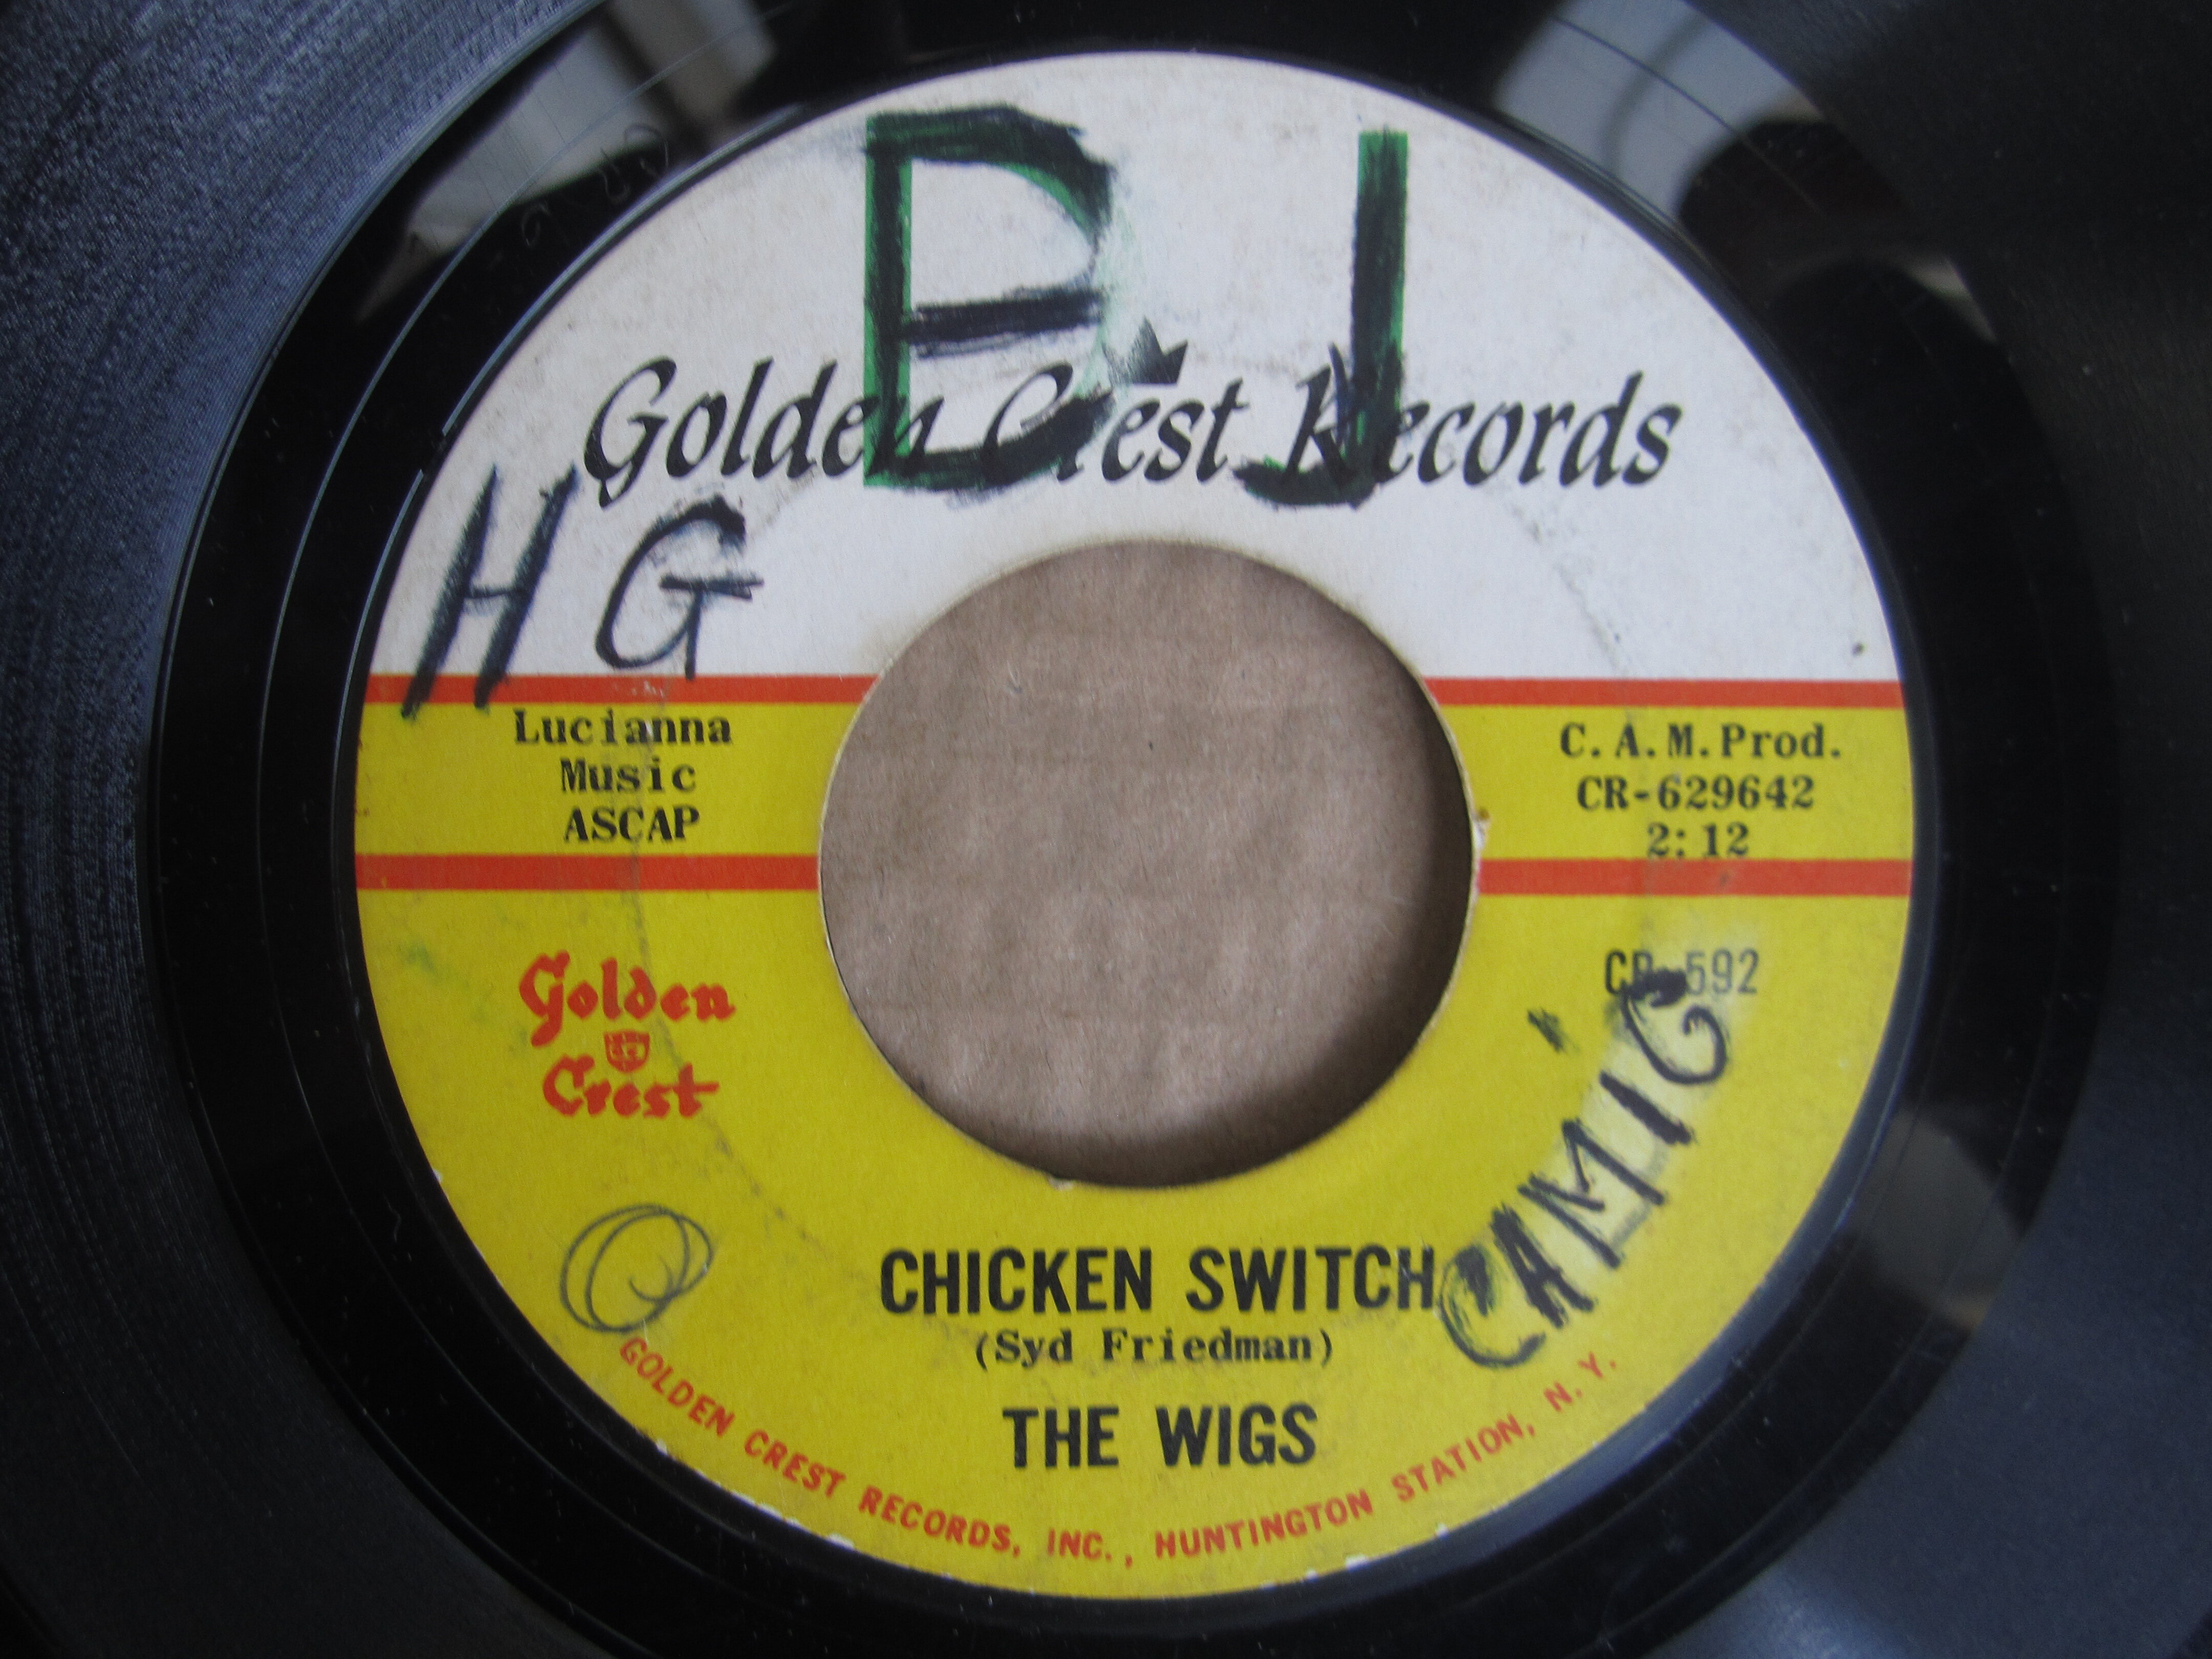 BJ
Golden Crest Records
HG
Lucianna
Music
ASCAP
C. A. M. Prod.
CR-629642
2:12
CR-592
Golden
Crest
CAMIG
CHICKEN SWITCH
(Syd Friedman)
THE WIGS
GOLDEN CREST RECORDS, INC., HUNTINGTON STATION, N. Y.